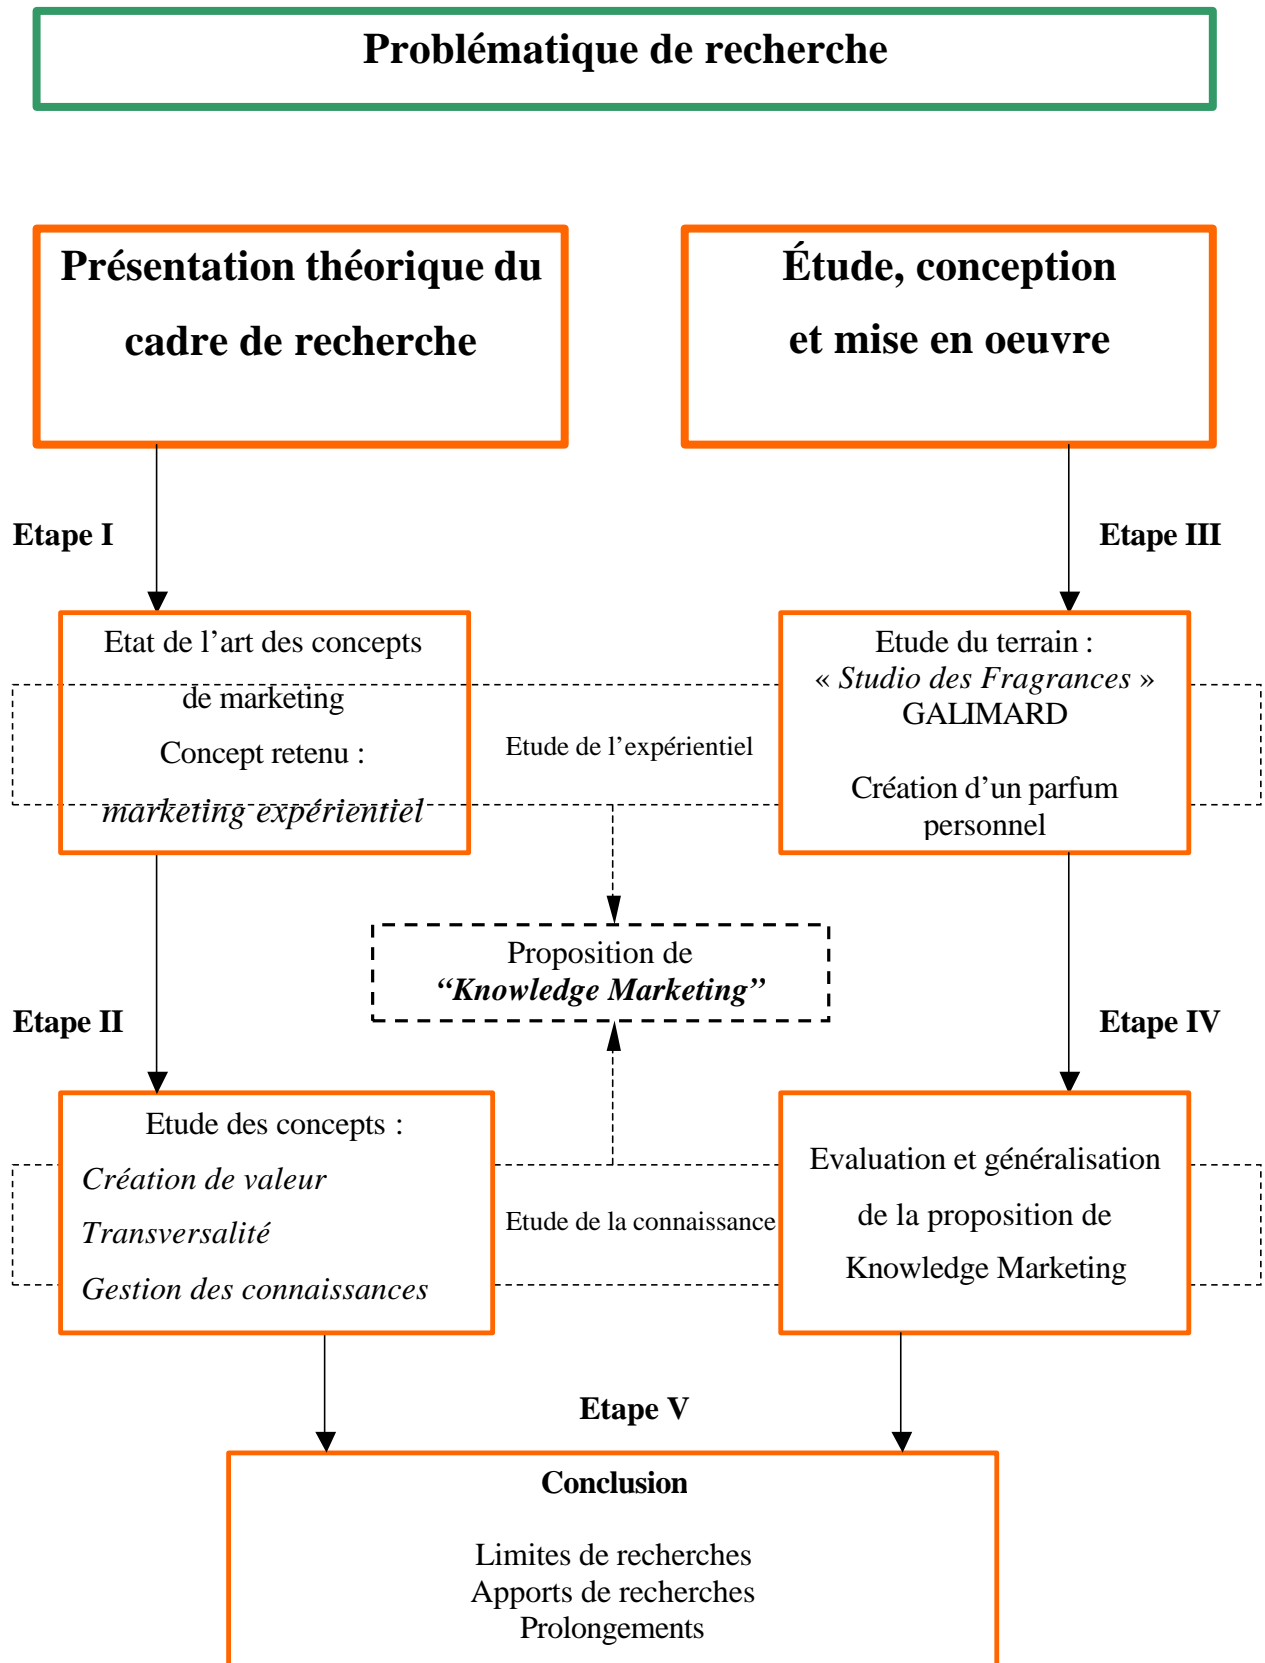 Problématique de recherche
Présentation théorique du
cadre de recherche
Étude, conception
et mise en oeuvre
Etape I
Etape III
Etat de l’art des concepts
de marketing
Concept retenu :
marketing expérientiel
Etude de l’expérientiel
Etude du terrain :
« Studio des Fragrances »
GALIMARD
Création d’un parfum
personnel
Proposition de
“Knowledge Marketing”
Etape II
Etape IV
Etude des concepts :
Création de valeur
Transversalité
Gestion des connaissances
Etude de la connaissance
Evaluation et généralisation
de la proposition de
Knowledge Marketing
Etape V
Conclusion
Limites de recherches
Apports de recherches
Prolongements